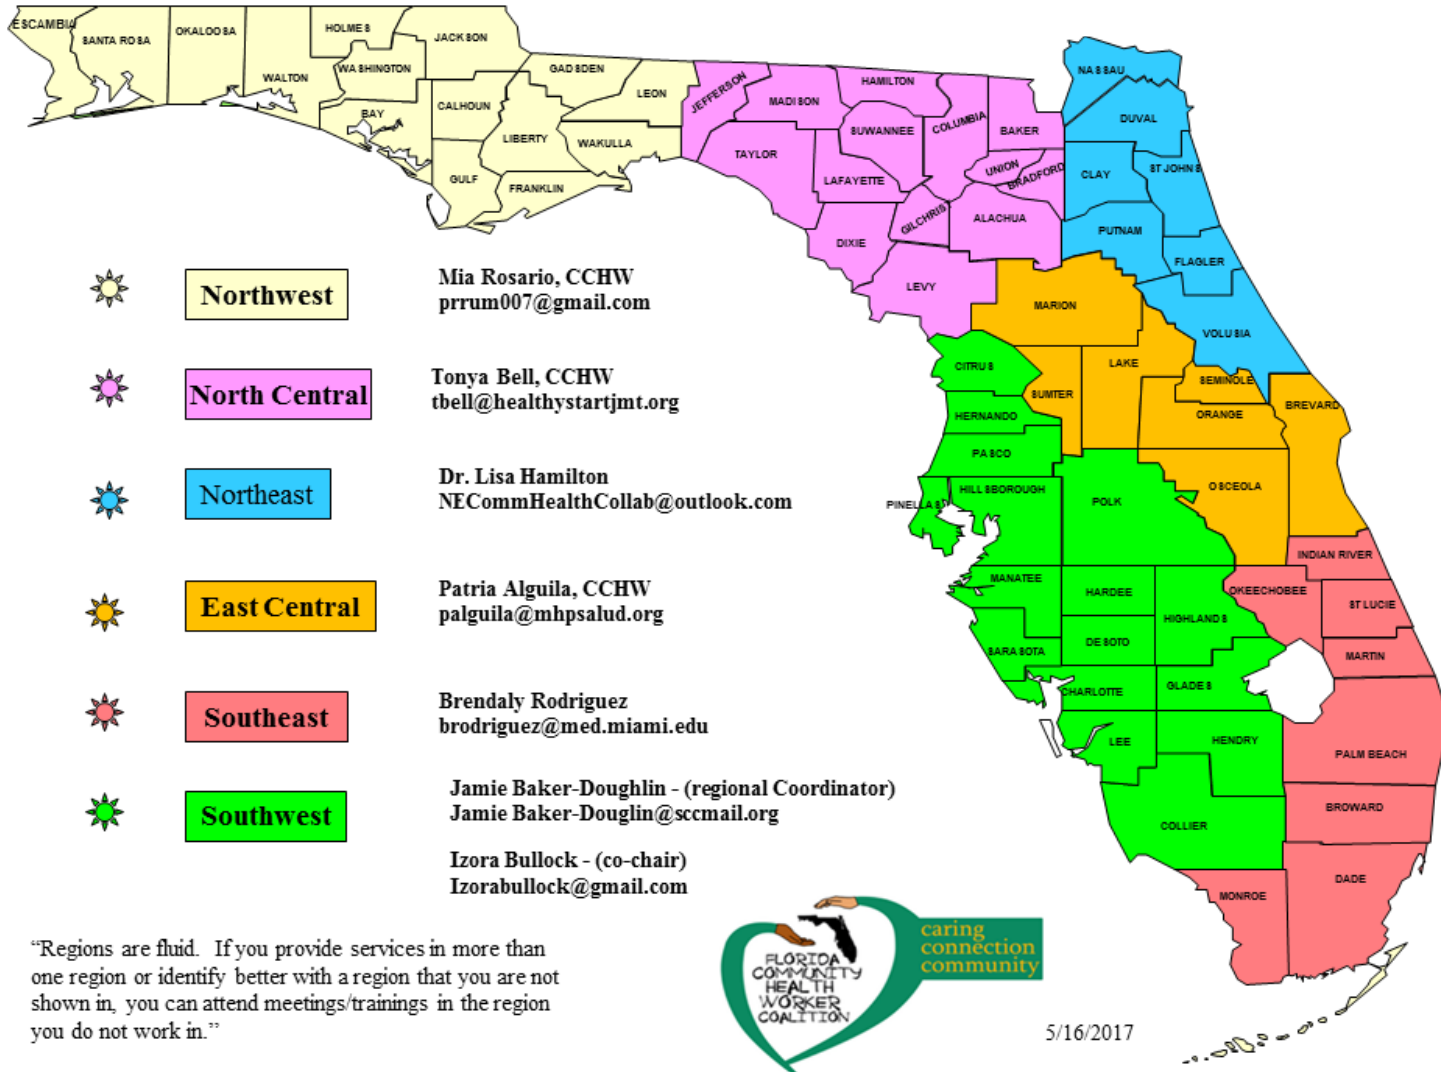 ESCAMBIA
SANTA ROSA
OKALOOSA
WALTON
HOLMES
WASHINGTON
JACKSON
BAY
CALHOUN
GULF
GADSDEN
LIBERTY
FRANKLIN
LEON
WAKULLA
JEFFERSON
MADISON
TAYLOR
HAMILTON
SUWANNEE
LAFAYETTE
DIXIE
COLUMBIA
GILCHRIST
BAKER
UNION
BRADFORD
ALACHUA
LEVY
NASSAU
DUVAL
CLAY
ST JOHNS
PUTNAM
FLAGLER
VOLUSIA
MARION
LAKE
SUMTER
SEMINOLE
ORANGE
BREVARD
OSCEOLA
CITRUS
HERNANDO
PASCO
PINELLAS
HILLSBOROUGH
POLK
MANATEE
HARDEE
HIGHLANDS
SARASOTA
DESOTO
CHARLOTTE
GLADES
LEE
HENDRY
COLLIER
INDIAN RIVER
OKEECHOBEE
ST LUCIE
MARTIN
PALM BEACH
BROWARD
DADE
MONROE
Northwest
Mia Rosario, CCHW
prrum007@gmail.com
North Central
Tonya Bell, CCHW
tbell@healthystartjmt.org
Northeast
Dr. Lisa Hamilton
NECommHealthCollab@outlook.com
East Central
Patria Alguila, CCHW
palguila@mhpsalud.org
Southeast
Brendaly Rodriguez
brodriguez@med.miami.edu
Southwest
Jamie Baker-Doughlin - (regional Coordinator)
Jamie Baker-Douglin@sccmail.org
Izora Bullock - (co-chair)
Izorabullock@gmail.com
“Regions are fluid. If you provide services in more than
one region or identify better with a region that you are not
shown in, you can attend meetings/trainings in the region
you do not work in.”
FLORIDA
COMMUNITY
HEALTH
WORKER
COALITION
caring
connection
community
5/16/2017